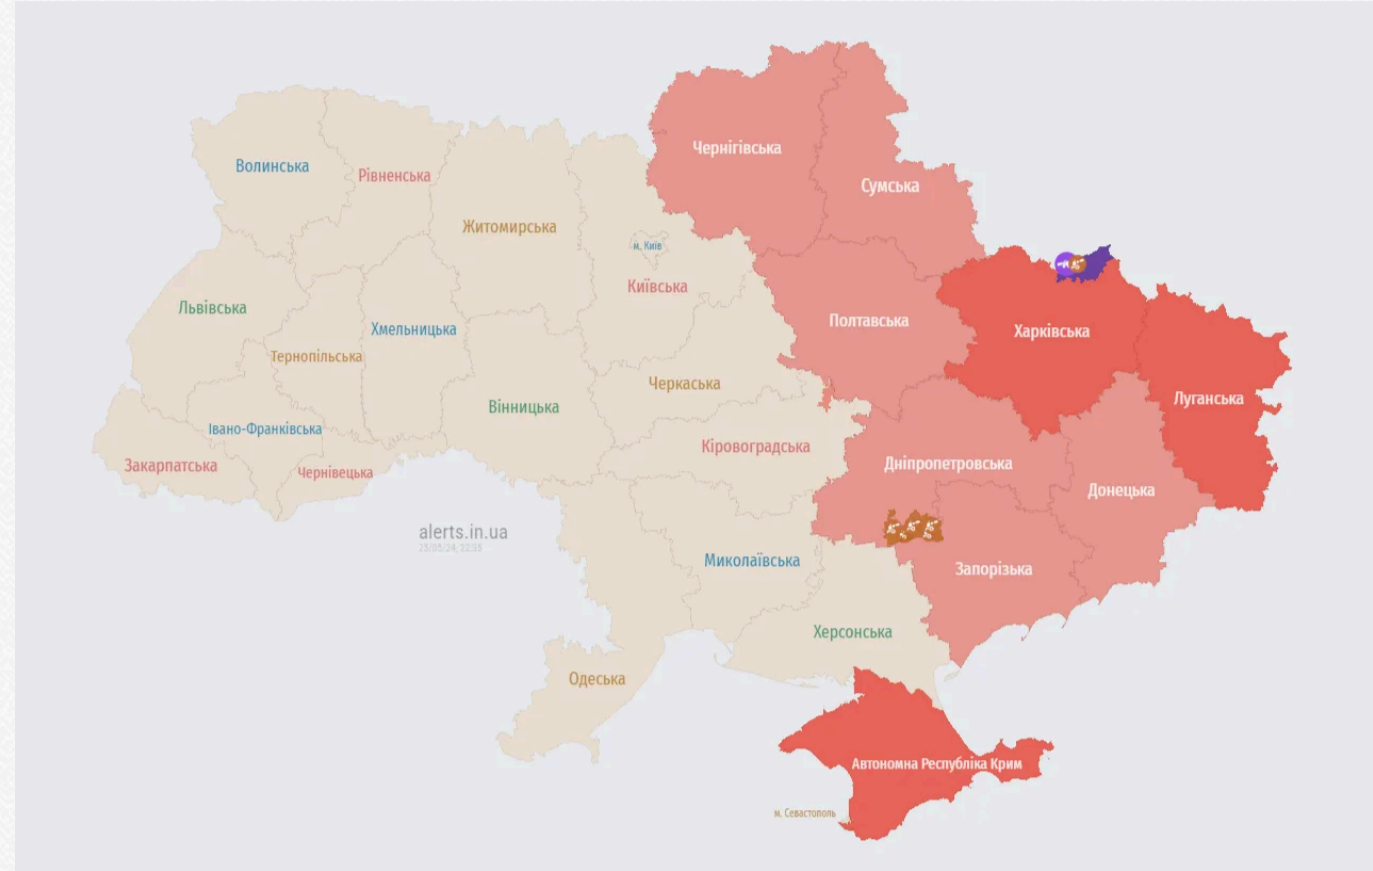 Чернігівська
Волинська
Рівненська
Сумська
Житомирська
м. Київ
Київська
Львівська
Полтавська
Хмельницька
Харківська
Тернопільська
Черкаська
Луганська
Вінницька
Івано-Франківська
Кіровоградська
Закарпатська
Чернівецька
Дніпропетровська
Донецька
alerts.in.ua
Миколаївська
Запорізька
Херсонська
Одеська
Автономна Республіка Крим
м. Севастополь